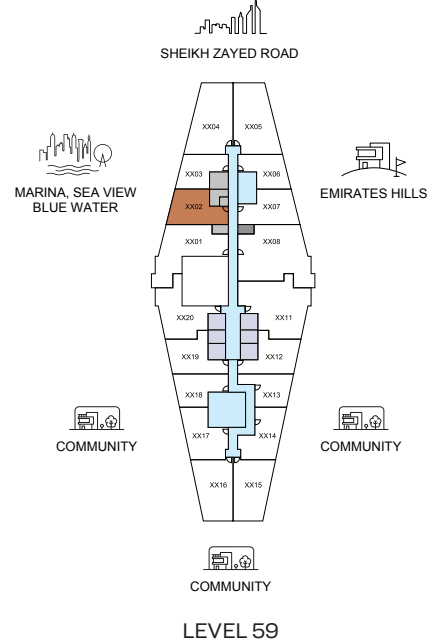 SHEIKH ZAYED ROAD
XX04 XX05
MARINA, SEA VIEW
BLUE WATER
EMIRATES HILLS
XX03 XX06
XX02 XX07
XX01 XX08
XX20 XX11
XX19 XX12
XX18 XX13
XX17 XX14
COMMUNITY
COMMUNITY
XX16 XX15
COMMUNITY
LEVEL 59